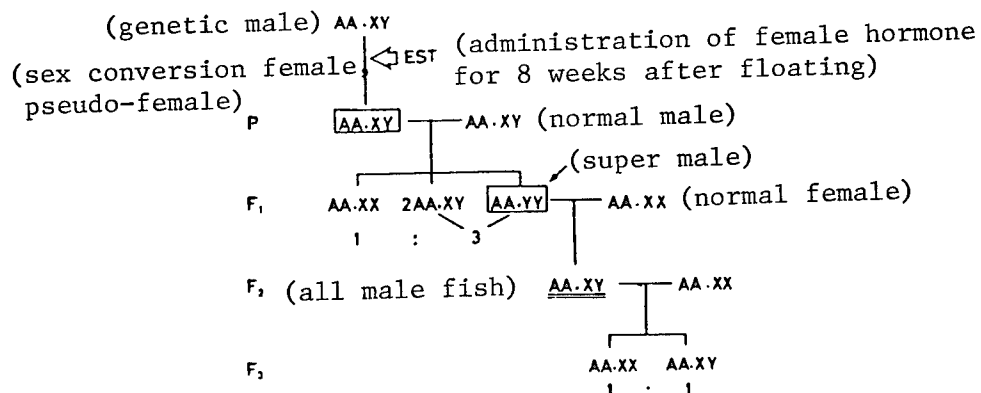 (genetic male) AA·XY
EST (administration of female hormone
(sex conversion female
for 8 weeks after floating)
pseudo-female)
P AA·XY AA·XY (normal male)
(super male)
F₁ AA·XX 2AA·XY AA·YY AA·XX (normal female)
1 : 3
F₂ (all male fish) AA·XY AA·XX
F₃ AA·XX AA·XY
1 : 1